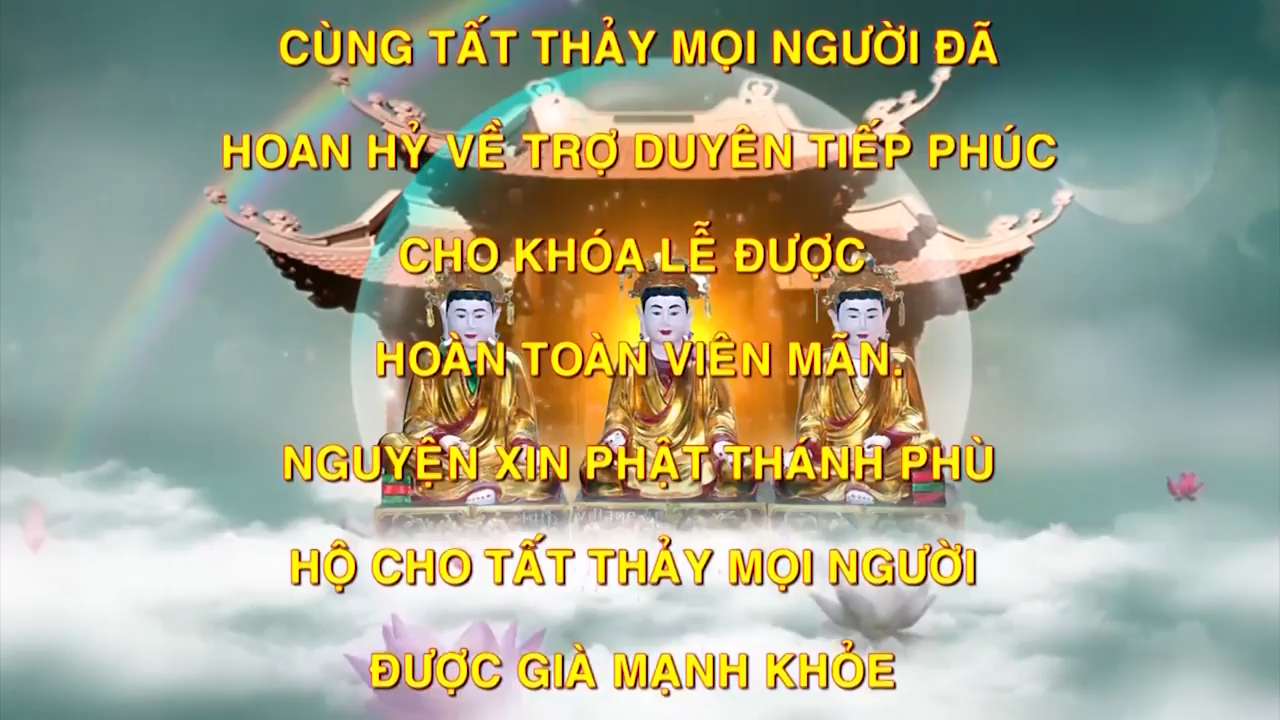 CÙNG TẤT THẢY MỌI NGƯỜI ĐÃ
HOAN HỶ VỀ TRỢ DUYÊN TIẾP PHÚC
CHO KHÓA LỄ ĐƯỢC
HOÀN TOÀN VIÊN MÃN.
NGUYỆN XIN PHẬT THÁNH PHÙ
HỘ CHO TẤT THẢY MỌI NGƯỜI
ĐƯỢC GIÀ MẠNH KHỎE